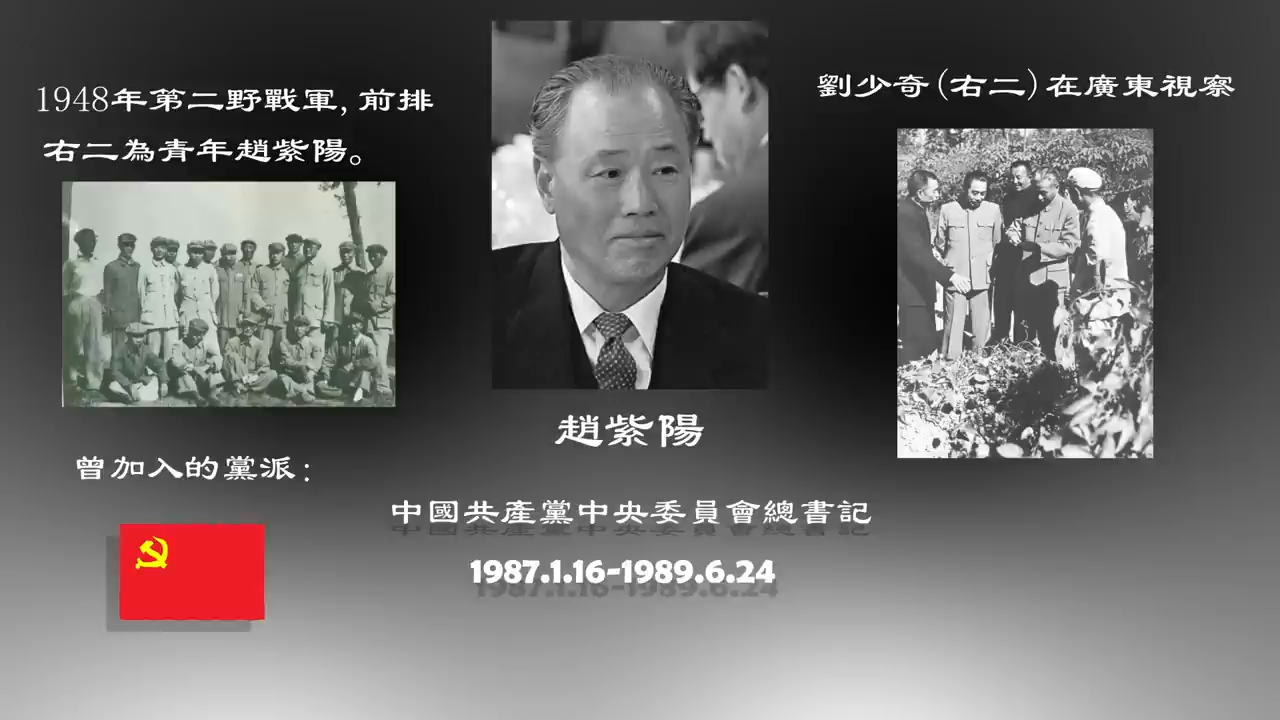 1948年第二野戰軍,前排
右二為青年趙紫陽。
劉少奇(右二)在廣東視察
趙紫陽
曾加入的黨派:
中國共產黨中央委員會總書記
1987.1.16-1989.6.24